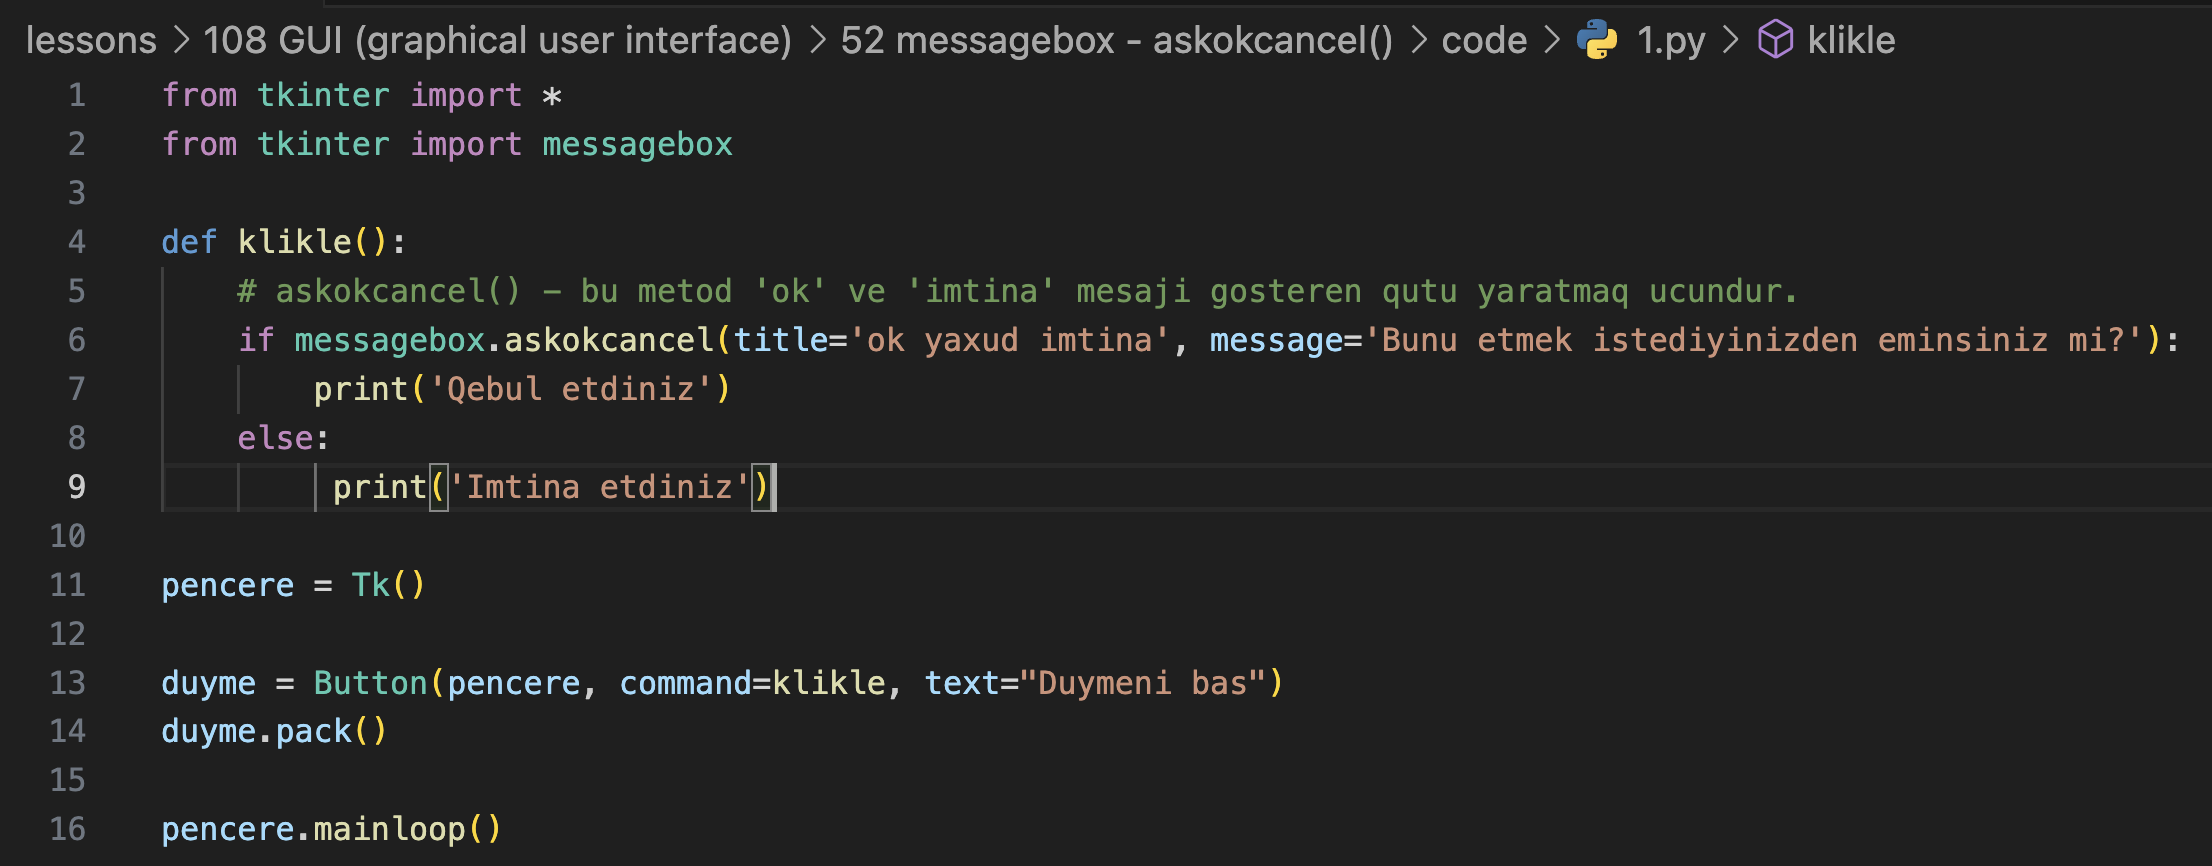 lessons > 108 GUI (graphical user interface) > 52 messagebox - askokcancel() > code > 1.py > klikle
1 from tkinter import *
2 from tkinter import messagebox
3
4 def klikle():
5     # askokcancel() - bu metod 'ok' ve 'imtina' mesaji gosteren qutu yaratmaq ucundur.
6     if messagebox.askokcancel(title='ok yaxud imtina', message='Bunu etmek istediyinizden eminsiniz mi?'):
7         print('Qebul etdiniz')
8     else:
9          print('Imtina etdiniz')
10
11 pencere = Tk()
12
13 duyme = Button(pencere, command=klikle, text="Duymeni bas")
14 duyme.pack()
15
16 pencere.mainloop()